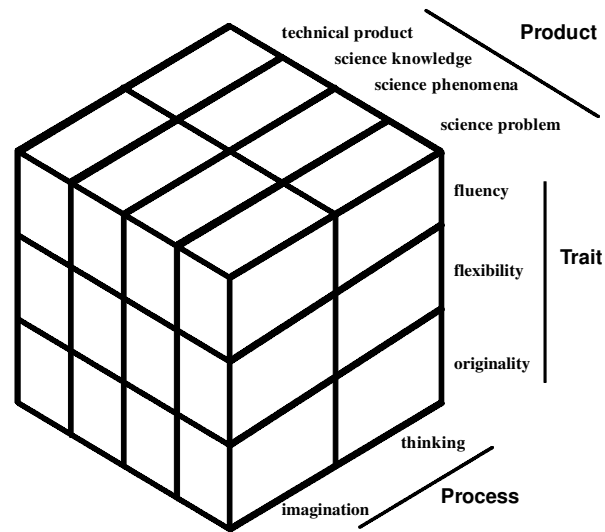 technical product
Product
science knowledge
science phenomena
science problem
fluency
flexibility
Trait
originality
thinking
imagination
Process